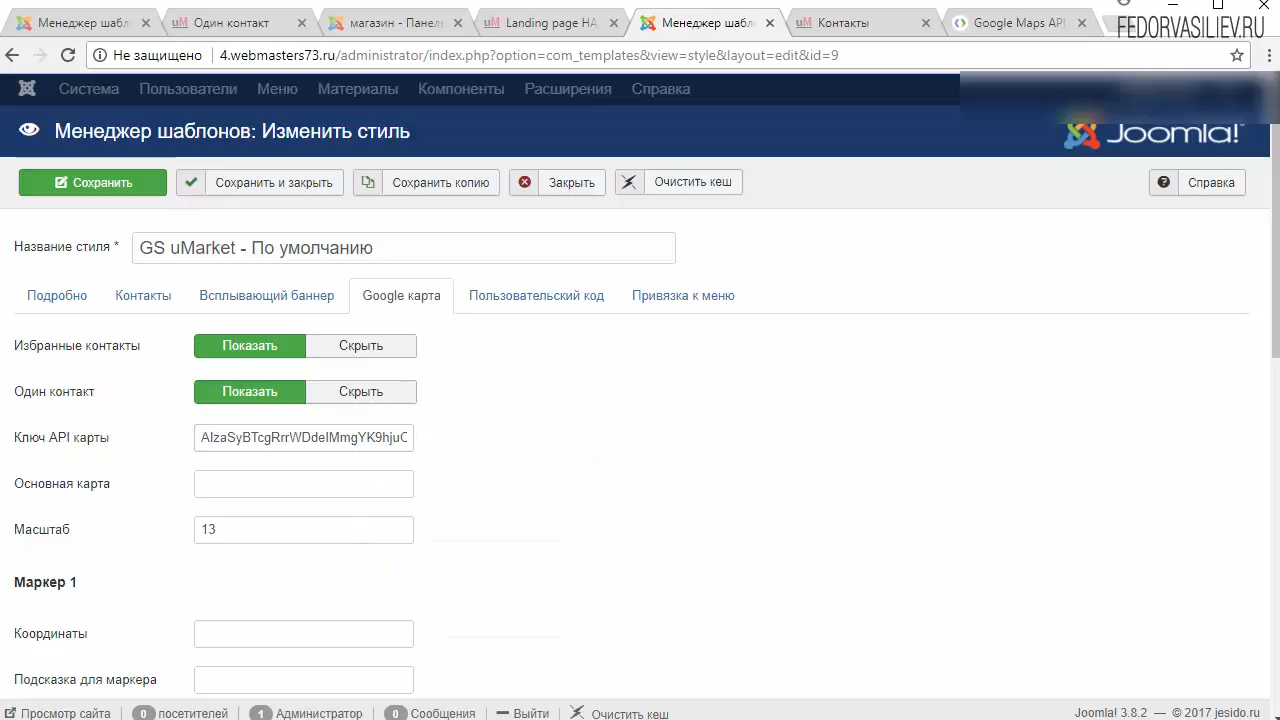 Менеджер шабл
Один контакт
магазин - Панель
Landing page НА
Менеджер шабл
Контакты
Google Maps API
FEDORVASILIEV.RU
Не защищено
4.webmasters73.ru/administrator/index.php?option=com_templates&view=style&layout=edit&id=9
Система Пользователи Меню Материалы Компоненты Расширения Справка
Менеджер шаблонов: Изменить стиль
Joomla!
Сохранить Сохранить и закрыть Сохранить копию Закрыть Очистить кеш Справка
Название стиля * GS uMarket - По умолчанию
Подробно Контакты Всплывающий баннер Google карта Пользовательский код Привязка к меню
Избранные контакты Показать Скрыть
Один контакт Показать Скрыть
Ключ API карты
Основная карта
Масштаб 13
Маркер 1
Координаты
Подсказка для маркера
Просмотр сайта 0 посетителей 1 Администратор 0 Сообщения Выйти Очистить кеш Joomla! 3.8.2 — © 2017 jesido.ru